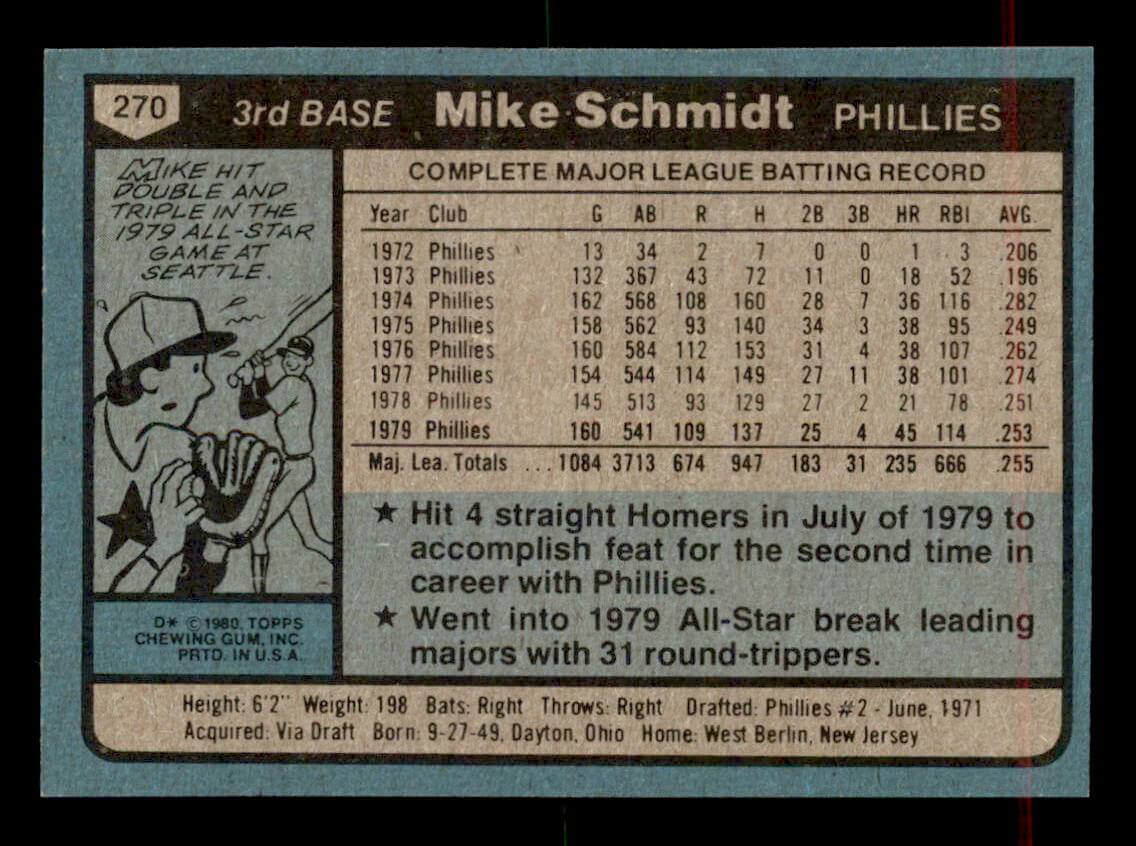 270 3rd BASE Mike Schmidt PHILLIES
MIKE HIT
DOUBLE AND
TRIPLE IN THE
1979 ALL-STAR
GAME AT
SEATTLE.
D* ©1980, TOPPS
CHEWING GUM, INC.
PRTD. IN U.S.A.
COMPLETE MAJOR LEAGUE BATTING RECORD
Year Club G AB R H 2B 3B HR RBI AVG.
1972 Phillies 13 34 2 7 0 0 1 3 .206
1973 Phillies 132 367 43 72 11 0 18 52 .196
1974 Phillies 162 568 108 160 28 7 36 116 .282
1975 Phillies 158 562 93 140 34 3 38 95 .249
1976 Phillies 160 584 112 153 31 4 38 107 .262
1977 Phillies 154 544 114 149 27 11 38 101 .274
1978 Phillies 145 513 93 129 27 2 21 78 .251
1979 Phillies 160 541 109 137 25 4 45 114 .253
Maj. Lea. Totals ... 1084 3713 674 947 183 31 235 666 .255
★ Hit 4 straight Homers in July of 1979 to
accomplish feat for the second time in
career with Phillies.
★ Went into 1979 All-Star break leading
majors with 31 round-trippers.
Height: 6'2" Weight: 198 Bats: Right Throws: Right Drafted: Phillies #2 - June, 1971
Acquired: Via Draft Born: 9-27-49, Dayton, Ohio Home: West Berlin, New Jersey